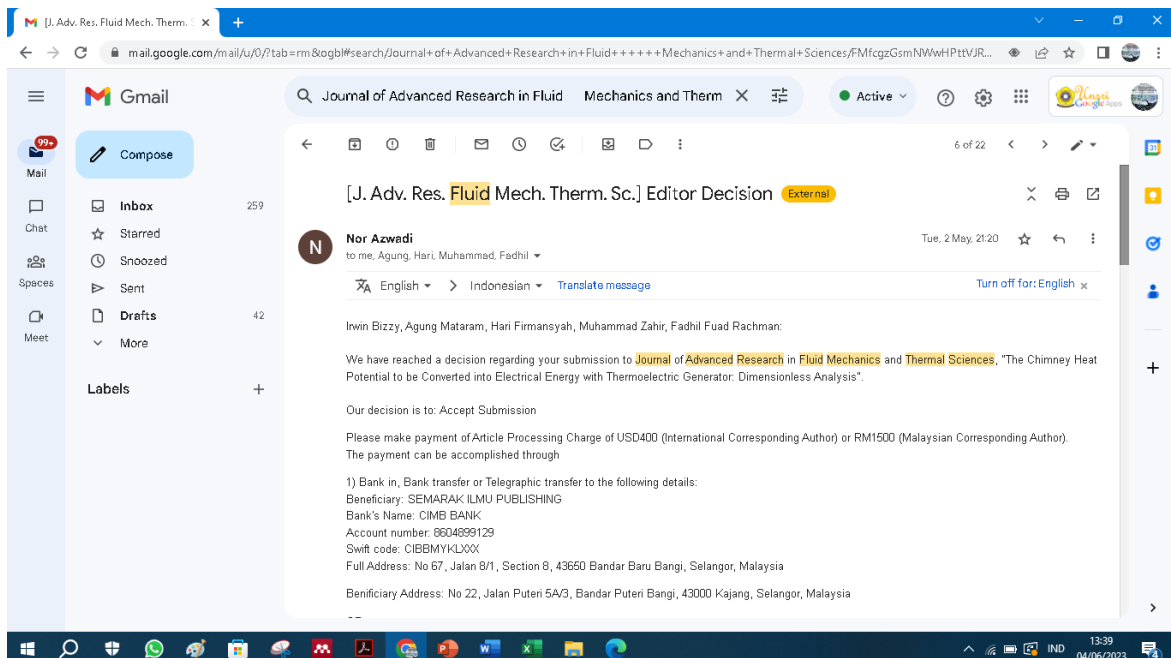 [J. Adv. Res. Fluid Mech. Therm. S
mail.google.com/mail/u/0/?tab=rm&ogbl#search/Journal+of+Advanced+Research+in+Fluid++++++Mechanics+and+Thermal+Sciences/FMfcgzGsmNWwHPttVJR...
Gmail
Journal of Advanced Research in Fluid Mechanics and Therm
Active
Google Apps
99+
Mail
Chat
Spaces
Meet
Compose
Inbox 259
Starred
Snoozed
Sent
Drafts 42
More
Labels
6 of 22
31
[J. Adv. Res. Fluid Mech. Therm. Sc.] Editor Decision External
N
Nor Azwadi Tue, 2 May, 21:20
to me, Agung, Hari, Muhammad, Fadhil
English > Indonesian Translate message Turn off for: English x
Irwin Bizzy, Agung Mataram, Hari Firmansyah, Muhammad Zahir, Fadhil Fuad Rachman:
We have reached a decision regarding your submission to Journal of Advanced Research in Fluid Mechanics and Thermal Sciences, "The Chimney Heat
Potential to be Converted into Electrical Energy with Thermoelectric Generator: Dimensionless Analysis".
Our decision is to: Accept Submission
Please make payment of Article Processing Charge of USD400 (International Corresponding Author) or RM1500 (Malaysian Corresponding Author).
The payment can be accomplished through
1) Bank in, Bank transfer or Telegraphic transfer to the following details:
Beneficiary: SEMARAK ILMU PUBLISHING
Bank's Name: CIMB BANK
Account number: 8604899129
Swift code: CIBBMYKLXXX
Full Address: No 67, Jalan 8/1, Section 8, 43650 Bandar Baru Bangi, Selangor, Malaysia
Benificiary Address: No 22, Jalan Puteri 5A/3, Bandar Puteri Bangi, 43000 Kajang, Selangor, Malaysia
IND
13:39
04/06/2023